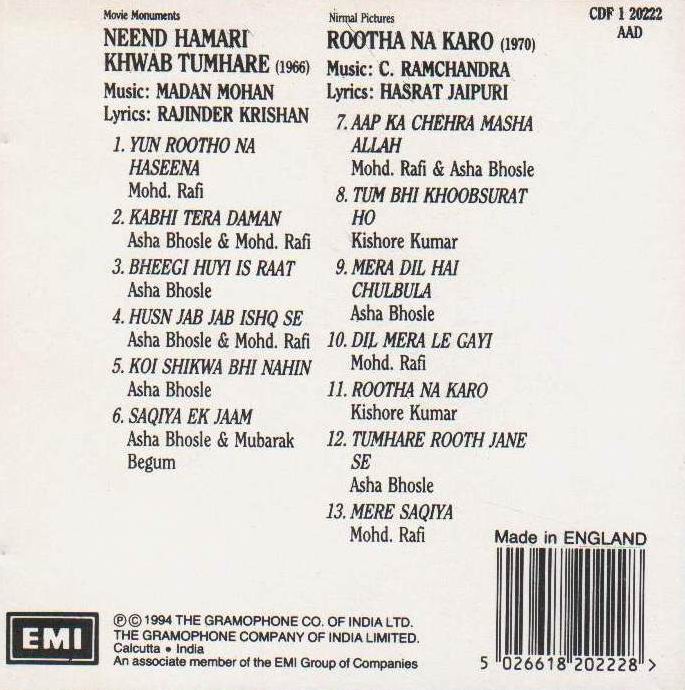 Movie Monuments
NEEND HAMARI
KHWAB TUMHARE (1966)
Music: MADAN MOHAN
Lyrics: RAJINDER KRISHAN
1. YUN ROOTHO NA
HASEENA
Mohd. Rafi
2. KABHI TERA DAMAN
Asha Bhosle & Mohd. Rafi
3. BHEEGI HUYI IS RAAT
Asha Bhosle
4. HUSN JAB JAB ISHQ SE
Asha Bhosle & Mohd. Rafi
5. KOI SHIKWA BHI NAHIN
Asha Bhosle
6. SAQIYA EK JAAM
Asha Bhosle & Mubarak
Begum
Nirmal Pictures
ROOTHA NA KARO (1970)
Music: C. RAMCHANDRA
Lyrics: HASRAT JAIPURI
7. AAP KA CHEHRA MASHA
ALLAH
Mohd. Rafi & Asha Bhosle
8. TUM BHI KHOOBSURAT
HO
Kishore Kumar
9. MERA DIL HAI
CHULBULA
Asha Bhosle
10. DIL MERA LE GAYI
Mohd. Rafi
11. ROOTHA NA KARO
Kishore Kumar
12. TUMHARE ROOTH JANE
SE
Asha Bhosle
13. MERE SAQIYA
Mohd. Rafi
CDF 1 20222
AAD
Made in ENGLAND
5 026618 202228 >
EMI
℗ © 1994 THE GRAMOPHONE CO. OF INDIA LTD.
THE GRAMOPHONE COMPANY OF INDIA LIMITED.
Calcutta • India
An associate member of the EMI Group of Companies